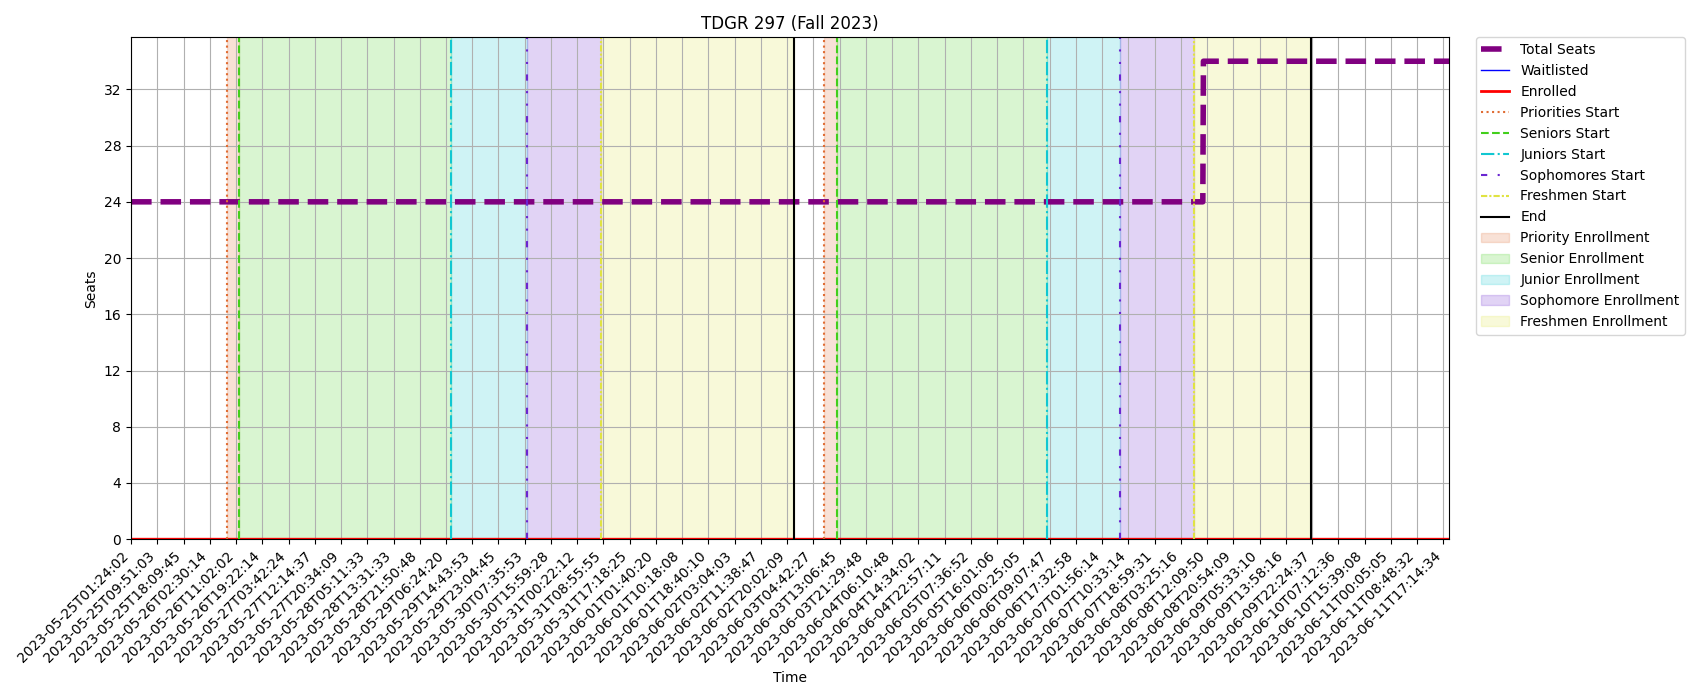 TDGR 297 (Fall 2023)
Seats
32
28
24
20
16
12
8
4
0
2023-05-25T01:24:02
2023-05-25T09:51:03
2023-05-25T18:09:45
2023-05-26T02:30:14
2023-05-26T11:02:02
2023-05-26T19:22:14
2023-05-27T03:42:24
2023-05-27T12:14:37
2023-05-27T20:34:09
2023-05-28T05:11:33
2023-05-28T13:31:33
2023-05-28T21:50:48
2023-05-29T06:24:20
2023-05-29T14:43:53
2023-05-29T23:04:45
2023-05-30T07:35:53
2023-05-30T15:59:28
2023-05-31T00:22:12
2023-05-31T08:55:55
2023-05-31T17:18:25
2023-06-01T01:40:20
2023-06-01T10:18:09
2023-06-01T18:40:10
2023-06-02T03:04:03
2023-06-02T11:38:47
2023-06-02T20:02:09
2023-06-03T04:42:27
2023-06-03T13:06:45
2023-06-03T21:29:48
2023-06-04T06:10:48
2023-06-04T14:34:02
2023-06-04T22:57:11
2023-06-05T07:36:52
2023-06-05T16:01:06
2023-06-06T00:25:05
2023-06-06T09:07:47
2023-06-06T17:32:58
2023-06-07T01:56:14
2023-06-07T10:33:14
2023-06-07T18:59:31
2023-06-08T03:25:16
2023-06-08T12:09:50
2023-06-08T20:54:09
2023-06-09T05:33:10
2023-06-09T13:58:16
2023-06-09T22:24:37
2023-06-10T07:12:36
2023-06-10T15:39:08
2023-06-11T00:05:05
2023-06-11T08:48:32
2023-06-11T17:14:34
Time
Total Seats
Waitlisted
Enrolled
Priorities Start
Seniors Start
Juniors Start
Sophomores Start
Freshmen Start
End
Priority Enrollment
Senior Enrollment
Junior Enrollment
Sophomore Enrollment
Freshmen Enrollment